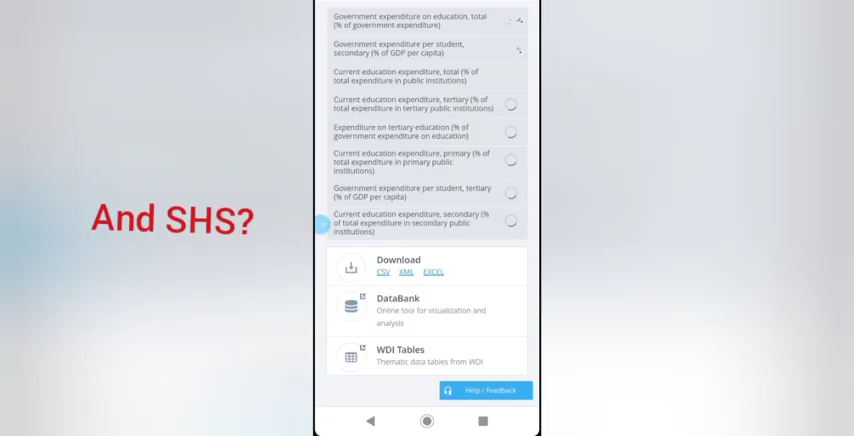 Government expenditure on education, total
(% of government expenditure)
Government expenditure per student,
secondary (% of GDP per capita)
Current education expenditure, total (% of
total expenditure in public institutions)
Current education expenditure, tertiary (% of
total expenditure in tertiary public institutions)
Expenditure on tertiary education (% of
government expenditure on education)
Current education expenditure, primary (% of
total expenditure in primary public
institutions)
Government expenditure per student, tertiary
(% of GDP per capita)
Current education expenditure, secondary (%
of total expenditure in secondary public
institutions)
And SHS?
Download
CSV XML EXCEL
DataBank
Online tool for visualization and
analysis
WDI Tables
Thematic data tables from WDI
Help / Feedback